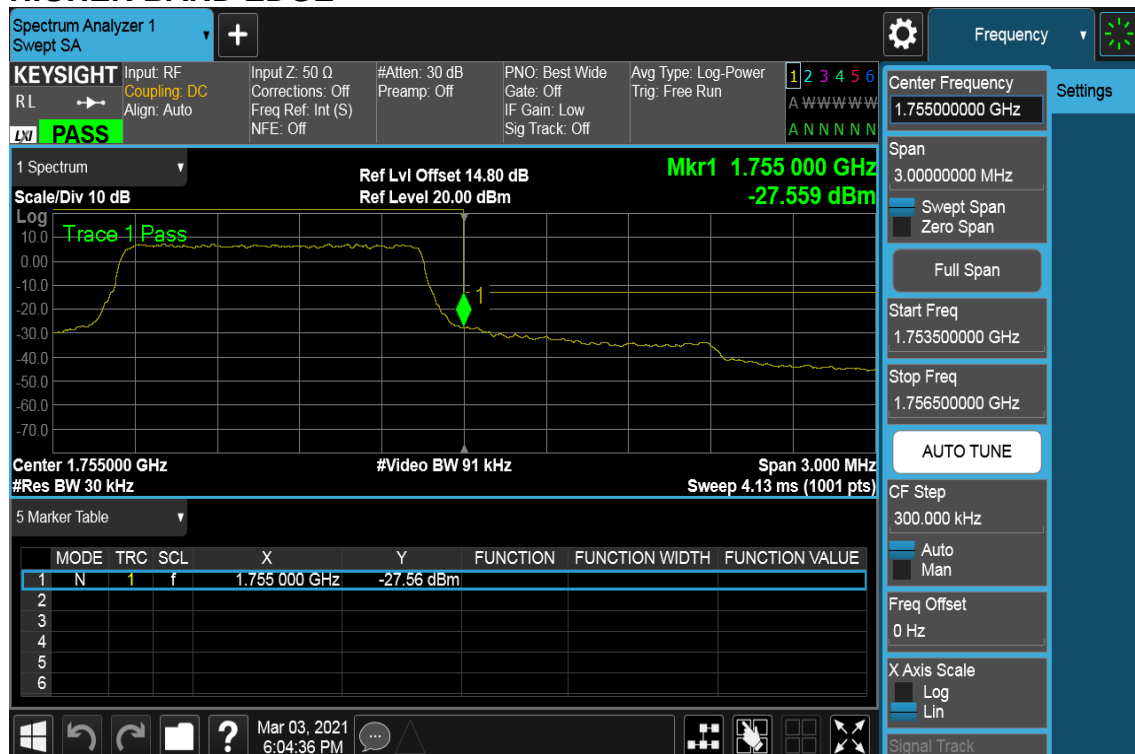 HIGHER BAND EDGE
Spectrum Analyzer 1
Swept SA
+
Frequency
KEYSIGHT
RL
LXI
PASS
Input: RF
Coupling: DC
Align: Auto
Input Z: 50 Ω
Corrections: Off
Freq Ref: Int (S)
NFE: Off
#Atten: 30 dB
Preamp: Off
PNO: Best Wide
Gate: Off
IF Gain: Low
Sig Track: Off
Avg Type: Log-Power
Trig: Free Run
1 2 3 4 5 6
A W W W W W
A N N N N N
1 Spectrum
Scale/Div 10 dB
Ref Lvl Offset 14.80 dB
Ref Level 20.00 dBm
Mkr1 1.755 000 GHz
-27.559 dBm
Log
Trace 1 Pass
10.0
0.00
-10.0
-20.0
-30.0
-40.0
-50.0
-60.0
-70.0
1
Center 1.755000 GHz
#Res BW 30 kHz
#Video BW 91 kHz
Span 3.000 MHz
Sweep 4.13 ms (1001 pts)
5 Marker Table
MODE TRC SCL X Y FUNCTION FUNCTION WIDTH FUNCTION VALUE
1 N 1 f 1.755 000 GHz -27.56 dBm
2
3
4
5
6
?
Mar 03, 2021
6:04:36 PM
Center Frequency
1.755000000 GHz
Settings
Span
3.00000000 MHz
Swept Span
Zero Span
Full Span
Start Freq
1.753500000 GHz
Stop Freq
1.756500000 GHz
AUTO TUNE
CF Step
300.000 kHz
Auto
Man
Freq Offset
0 Hz
X Axis Scale
Log
Lin
Signal Track